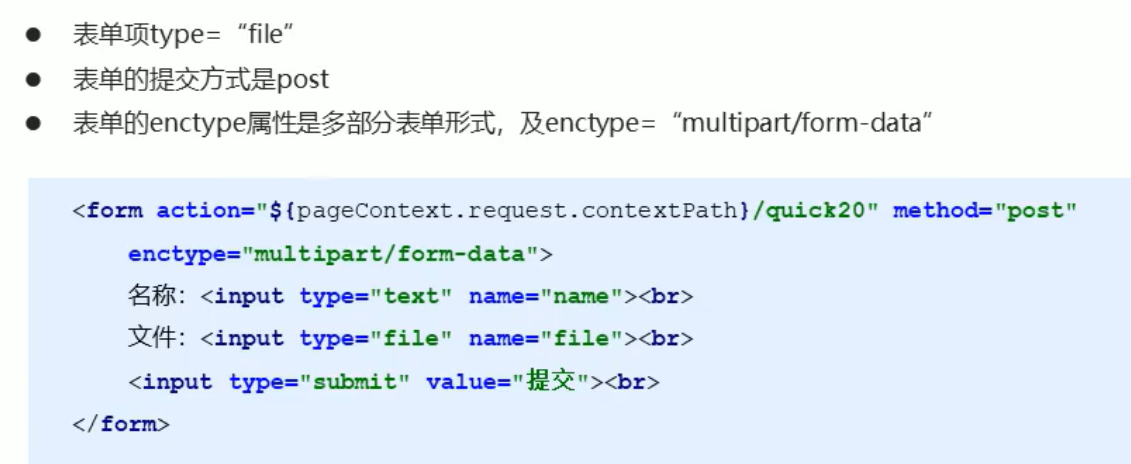 ● 表单项type=“file”
● 表单的提交方式是post
● 表单的enctype属性是多部分表单形式，及enctype=“multipart/form-data”
<form action="${pageContext.request.contextPath}/quick20" method="post"
enctype="multipart/form-data">
名称：<input type="text" name="name"><br>
文件：<input type="file" name="file"><br>
<input type="submit" value="提交"><br>
</form>